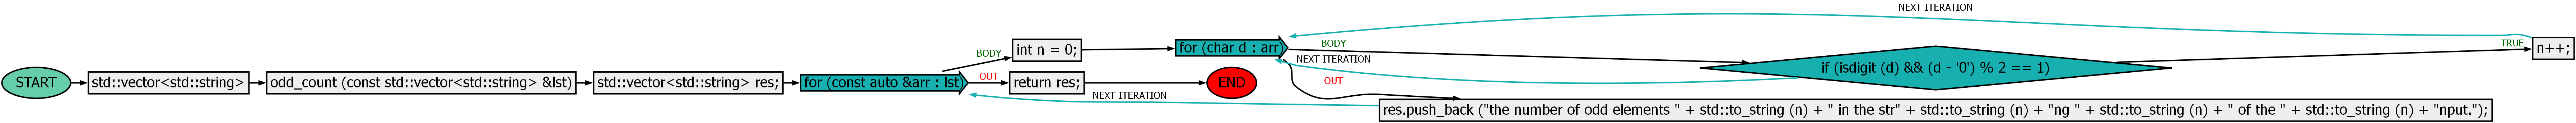 START
std::vector<std::string>
odd_count (const std::vector<std::string> &lst)
std::vector<std::string> res;
for (const auto &arr : lst)
BODY
int n = 0;
OUT
return res;
END
for (char d : arr)
BODY
NEXT ITERATION
OUT
if (isdigit (d) && (d - '0') % 2 == 1)
TRUE
n++;
NEXT ITERATION
NEXT ITERATION
res.push_back ("the number of odd elements " + std::to_string (n) + " in the str" + std::to_string (n) + "ng " + std::to_string (n) + " of the " + std::to_string (n) + "nput.");